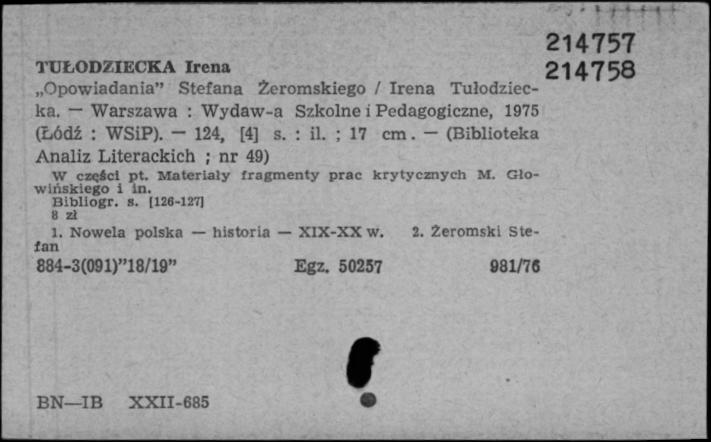 214757
214758
TUŁODZIECKA Irena
„Opowiadania” Stefana Żeromskiego / Irena Tułodziec-
ka. — Warszawa : Wydaw-a Szkolne i Pedagogiczne, 1975
(Łódź : WSiP). — 124, [4] s. : il. ; 17 cm. — (Biblioteka
Analiz Literackich ; nr 49)
W części pt. Materiały fragmenty prac krytycznych M. Gło-
wińskiego i in.
Bibliogr. s. [126-127]
8 zł
1. Nowela polska — historia — XIX-XX w. 2. Żeromski Ste-
fan
884-3(091)”18/19” Egz. 50257 981/76
BN—IB XXII-685